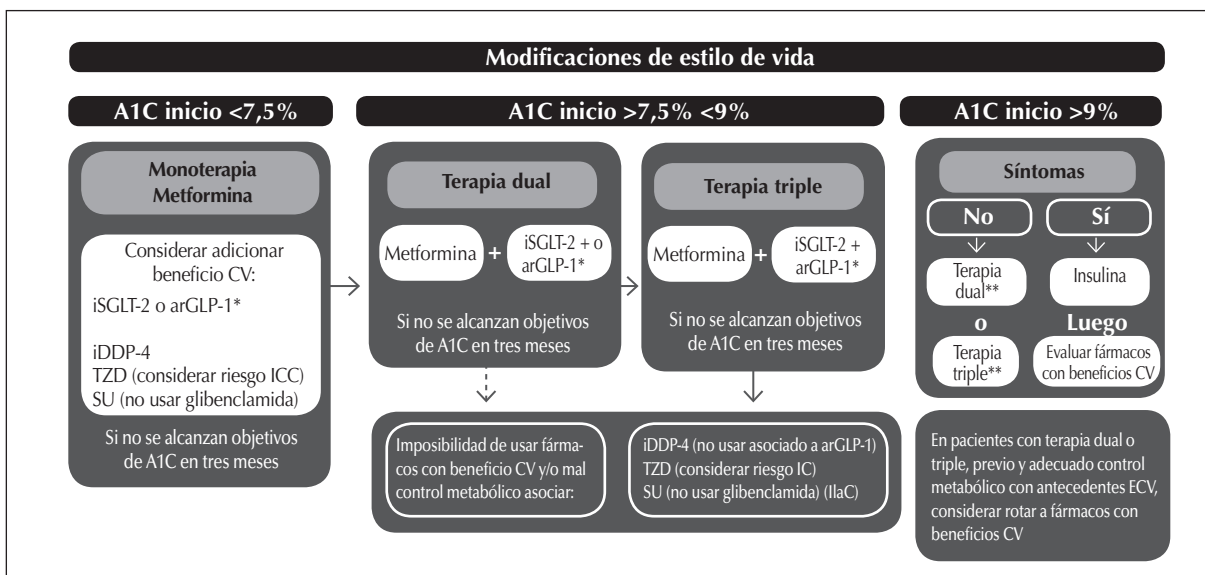 Modificaciones de estilo de vida
A1C inicio <7,5%
Monoterapia
Metformina
Considerar adicionar
beneficio CV:
iSGLT-2 o arGLP-1*
iDDP-4
TZD (considerar riesgo ICC)
SU (no usar glibenclamida)
Si no se alcanzan objetivos
de A1C en tres meses
A1C inicio >7,5% <9%
Terapia dual
Metformina + iSGLT-2 + o
arGLP-1*
Si no se alcanzan objetivos
de A1C en tres meses
Terapia triple
Metformina + iSGLT-2 +
arGLP-1*
Si no se alcanzan objetivos
de A1C en tres meses
Imposibilidad de usar fárma-
cos con beneficio CV y/o mal
control metabólico asociar:
iDDP-4 (no usar asociado a arGLP-1)
TZD (considerar riesgo IC)
SU (no usar glibenclamida) (IIaC)
A1C inicio >9%
Síntomas
No
Terapia
dual**
o
Terapia
triple**
Sí
Insulina
Luego
Evaluar fármacos
con beneficios CV
En pacientes con terapia dual o
triple, previo y adecuado control
metabólico con antecedentes ECV,
considerar rotar a fármacos con
beneficios CV